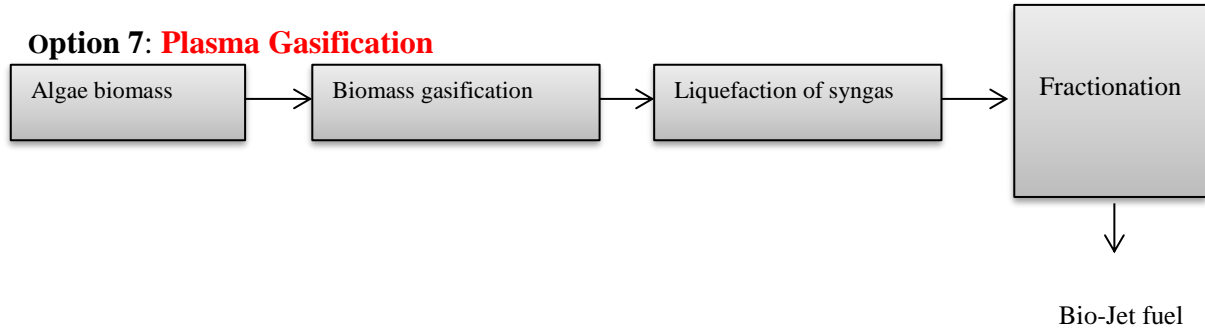 Option 7: Plasma Gasification
Algae biomass
Biomass gasification
Liquefaction of syngas
Fractionation
Bio-Jet fuel